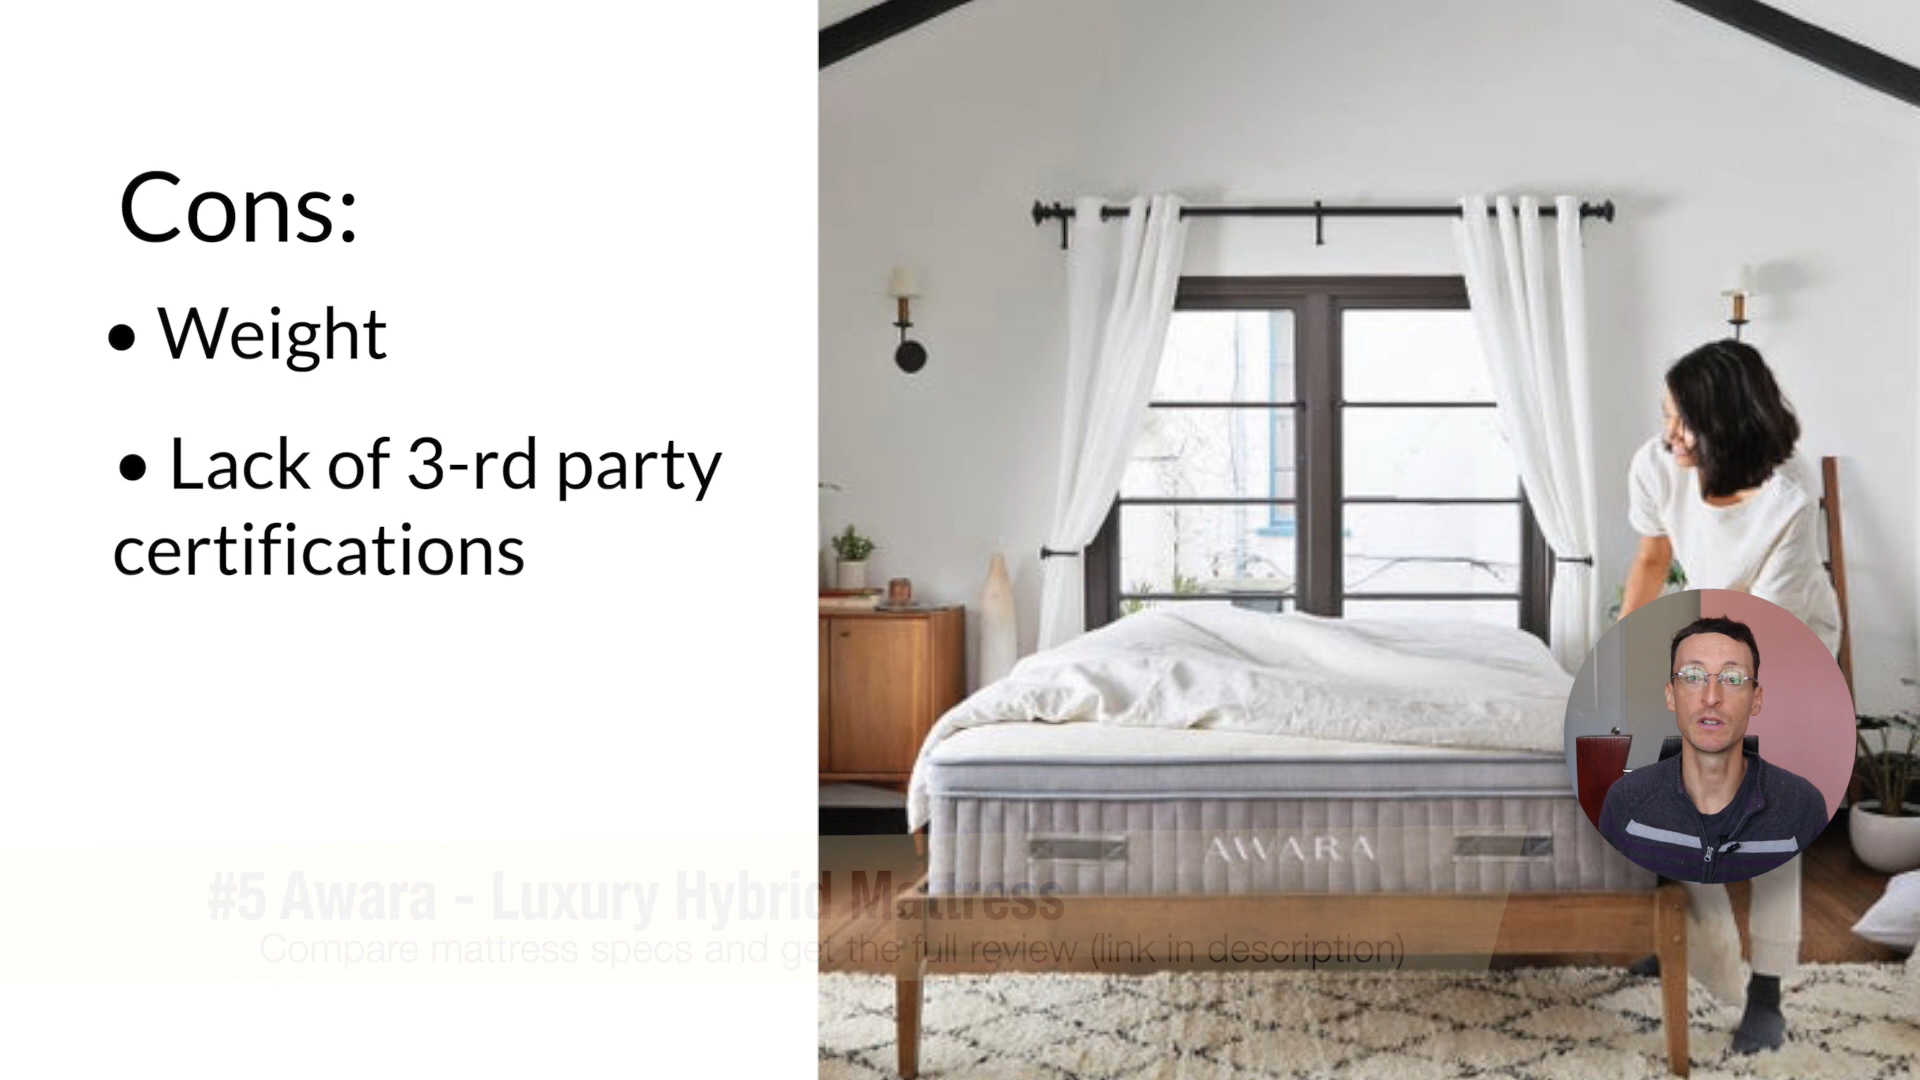 Cons:
• Weight
• Lack of 3-rd party
certifications
AWARA
#5 Awara - Luxury Hybrid Mattress
Compare mattress specs and get the full review (link in description)